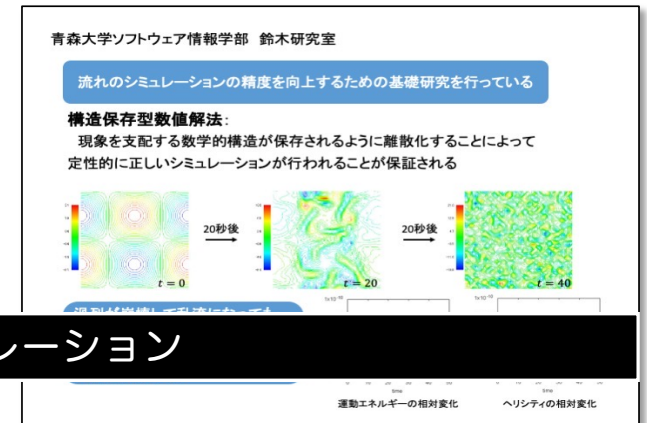 青森大学ソフトウェア情報学部 鈴木研究室
流れのシミュレーションの精度を向上するための基礎研究を行っている
構造保存型数値解法:
現象を支配する数学的構造が保存されるように離散化することによって
定性的に正しいシミュレーションが行われることが保証される
20秒後
20秒後
t = 0
t = 20
t = 40
レーション
time
time
運動エネルギーの相対変化
ヘリシティの相対変化